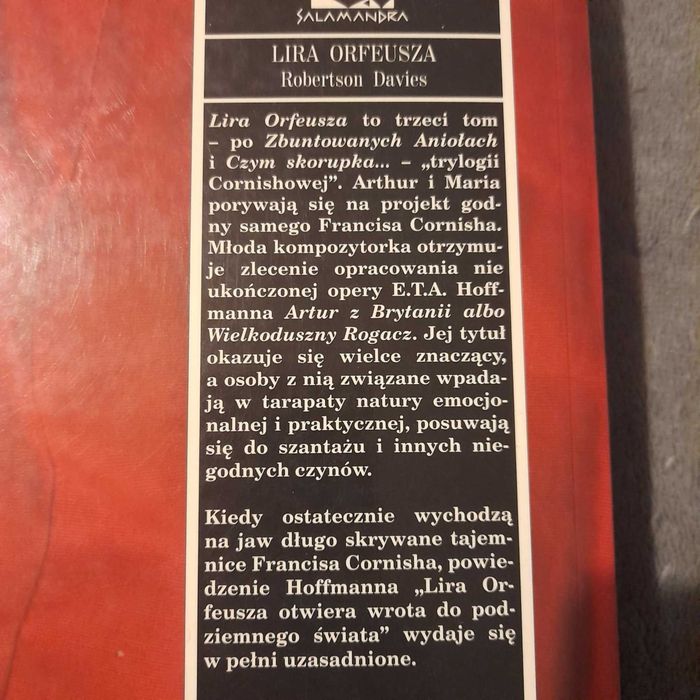 SALAMANDRA
LIRA ORFEUSZA
Robertson Davies
Lira Orfeusza to trzeci tom
– po Zbuntowanych Aniołach
i Czym skorupka... – „trylogii
Cornishowej”. Arthur i Maria
porywają się na projekt god-
ny samego Francisa Cornisha.
Młoda kompozytorka otrzymu-
je zlecenie opracowania nie
ukończonej opery E.T.A. Hoff-
manna Artur z Brytanii albo
Wielkoduszny Rogacz. Jej tytuł
okazuje się wielce znaczący,
a osoby z nią związane wpada-
ją w tarapaty natury emocjo-
nalnej i praktycznej, posuwają
się do szantażu i innych nie-
godnych czynów.
Kiedy ostatecznie wychodzą
na jaw długo skrywane tajem-
nice Francisa Cornisha, powie-
dzenie Hoffmanna „Lira Or-
feusza otwiera wrota do pod-
ziemnego świata” wydaje się
w pełni uzasadnione.